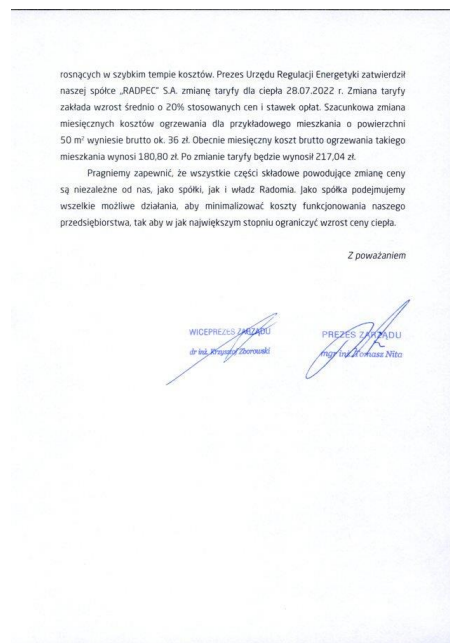 rosnących w szybkim tempie kosztów. Prezes Urzędu Regulacji Energetyki zatwierdził
naszej spółce „RADPEC” S.A. zmianę taryfy dla ciepła 28.07.2022 r. Zmiana taryfy
zakłada wzrost średnio o 20% stosowanych cen i stawek opłat. Szacunkowa zmiana
miesięcznych kosztów ogrzewania dla przykładowego mieszkania o powierzchni
50 m² wyniesie brutto ok. 36 zł. Obecnie miesięczny koszt brutto ogrzewania takiego
mieszkania wynosi 180,80 zł. Po zmianie taryfy będzie wynosił 217,04 zł.
Pragniemy zapewnić, że wszystkie części składowe powodujące zmianę ceny
są niezależne od nas, jako spółki, jak i władz Radomia. Jako spółka podejmujemy
wszelkie możliwe działania, aby minimalizować koszty funkcjonowania naszego
przedsiębiorstwa, tak aby w jak największym stopniu ograniczyć wzrost ceny ciepła.
Z poważaniem
WICEPREZES ZARZĄDU
dr inż. Krzysztof Zborowski
PREZES ZARZĄDU
mgr inż. Tomasz Nita